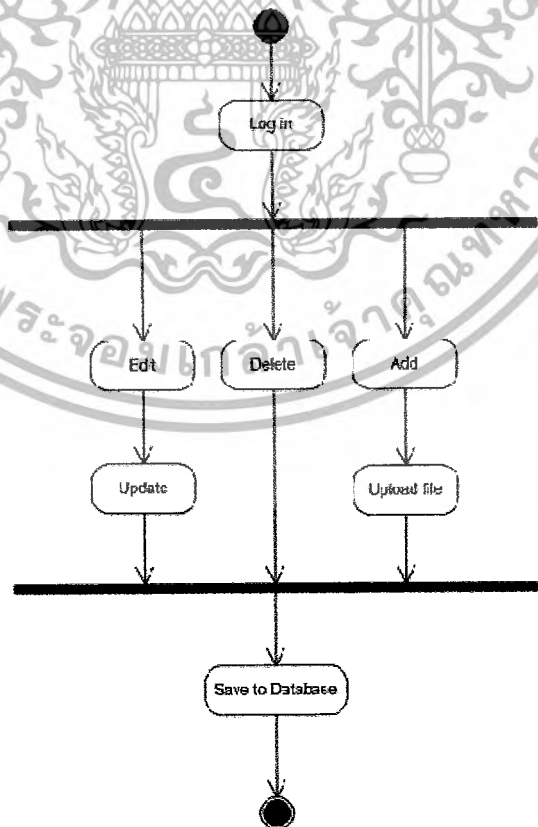 Log in
Edit
Delete
Add
Update
Upload file
Save to Database